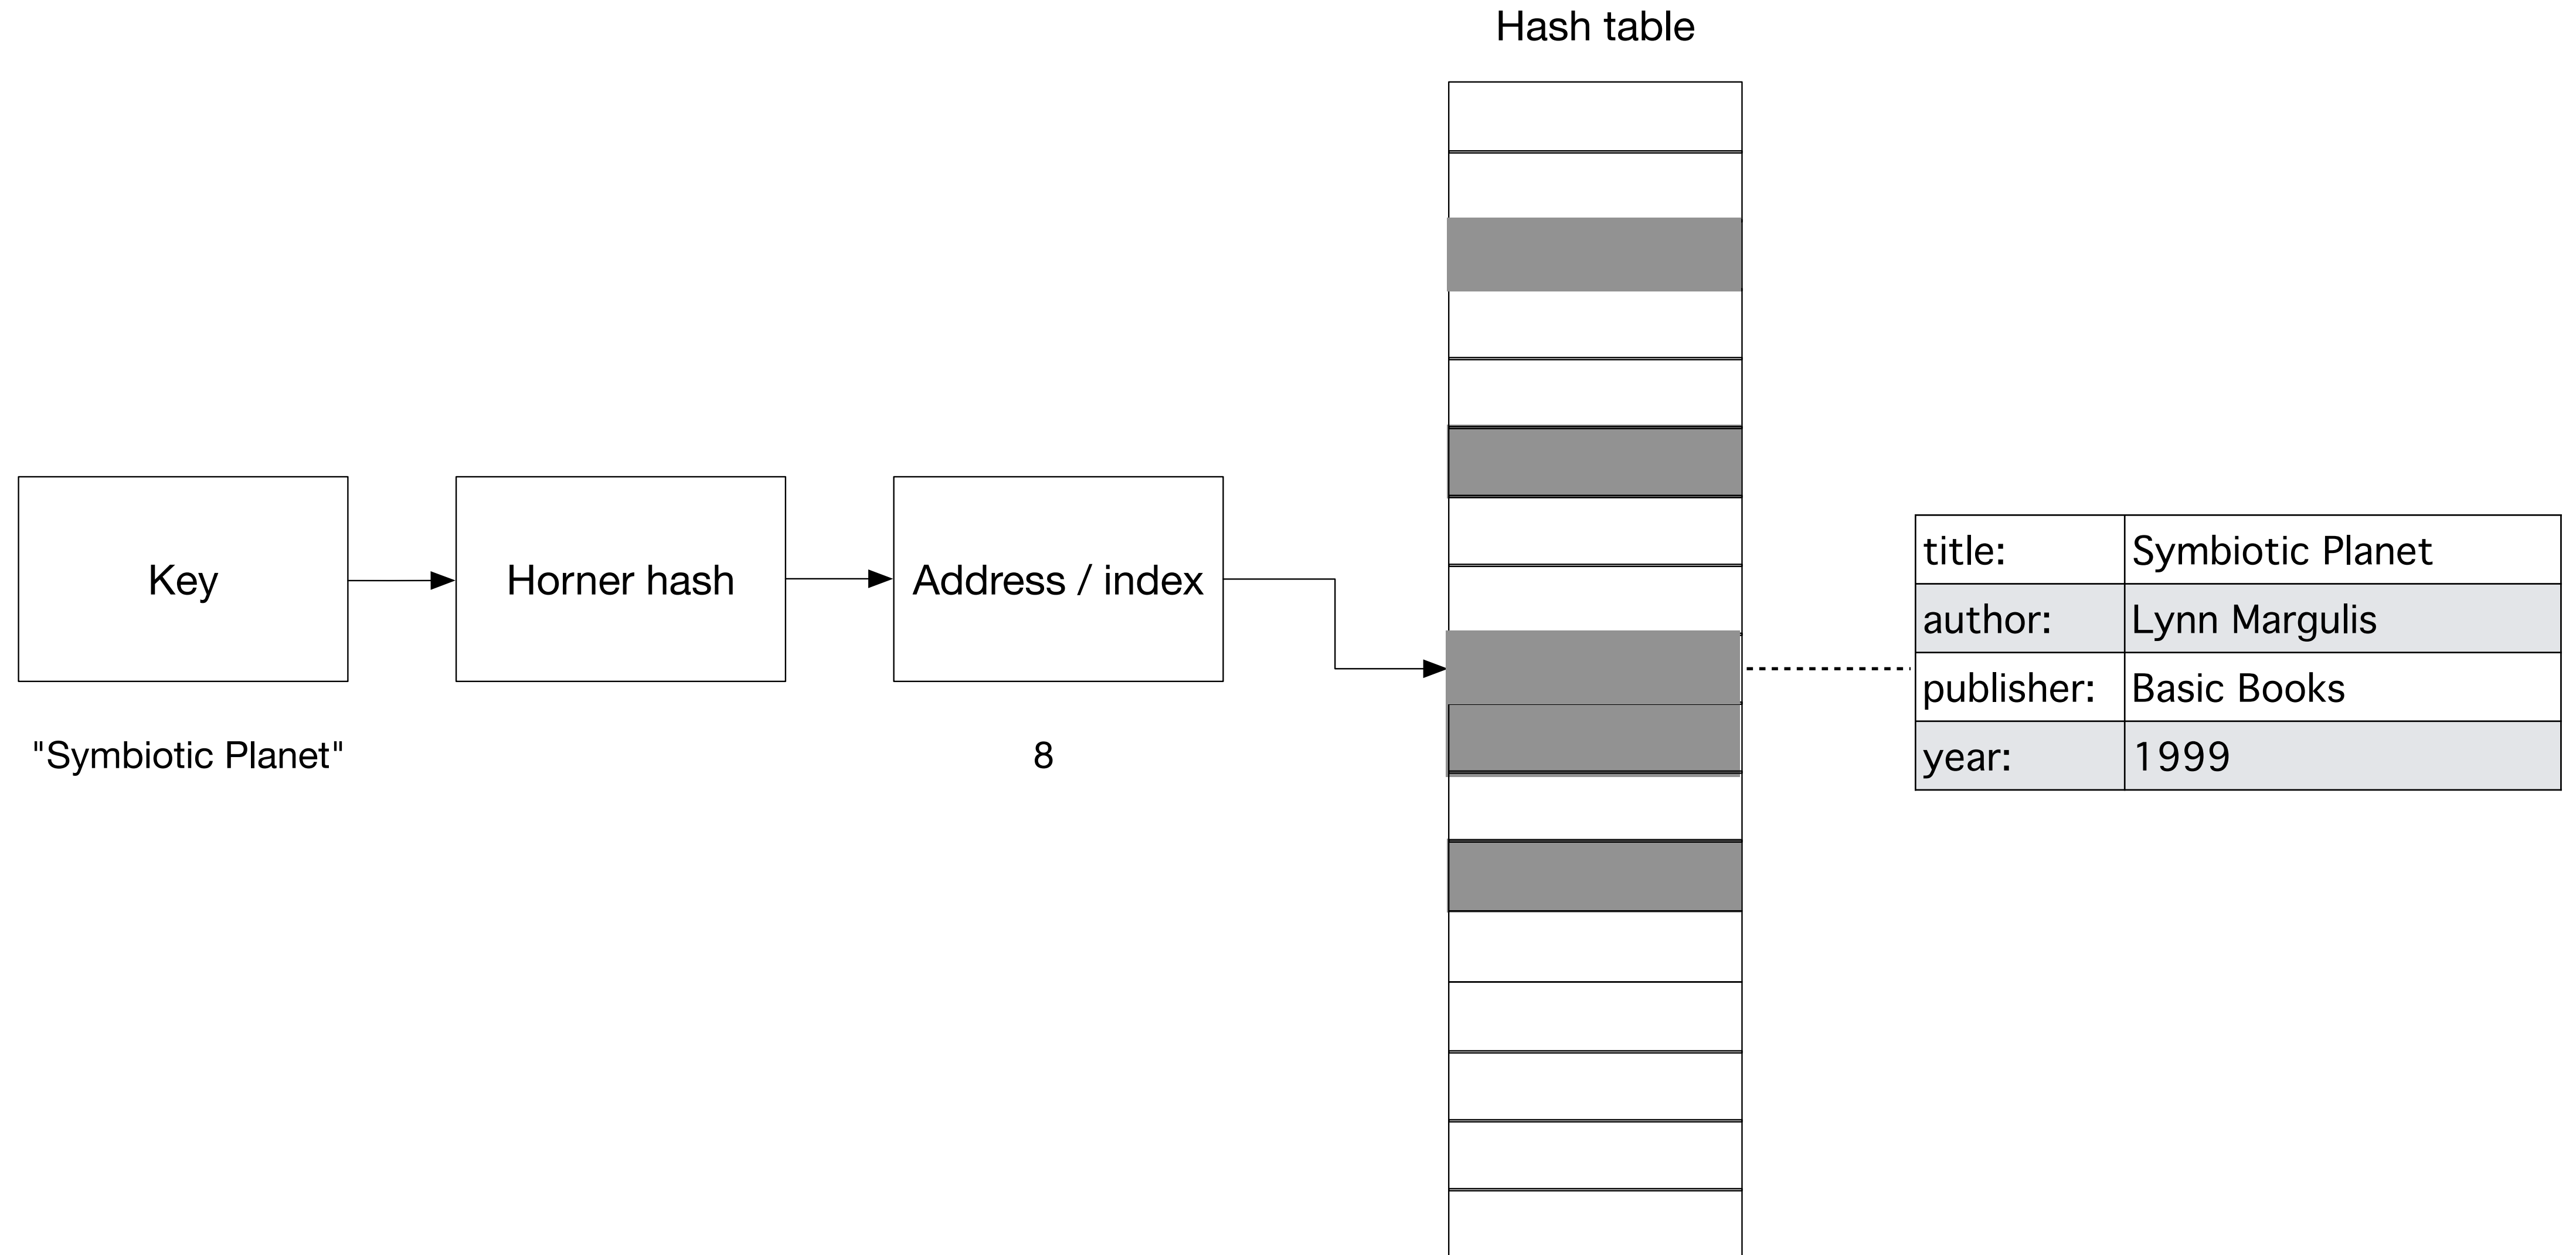 Hash table
Key
Horner hash
Address / index
"Symbiotic Planet"
8
title: Symbiotic Planet
author: Lynn Margulis
publisher: Basic Books
year: 1999